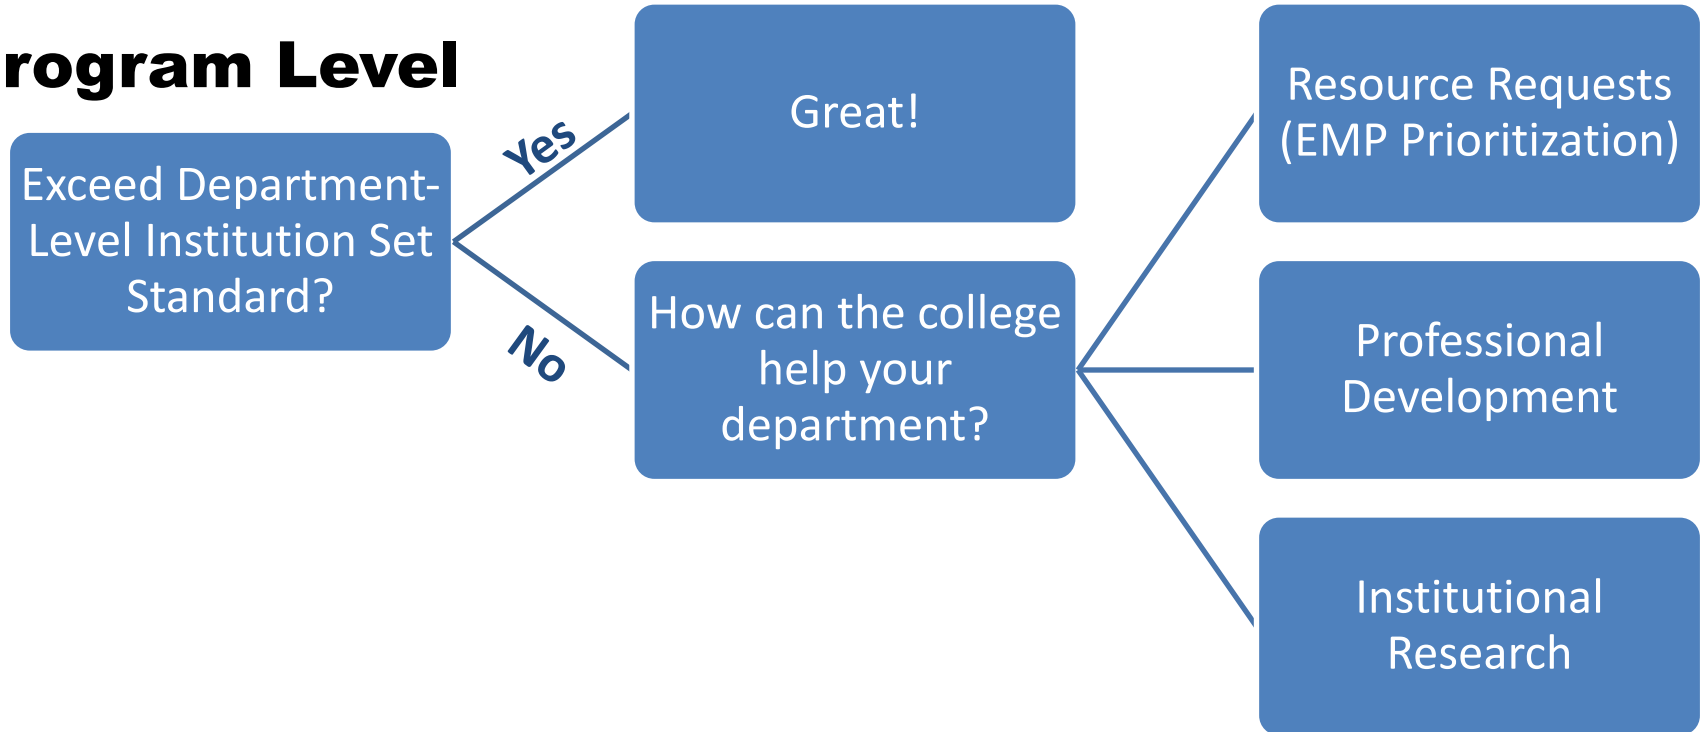 rogram Level
Exceed Department-
Level Institution Set
Standard?
Yes
No
Great!
How can the college
help your
department?
Resource Requests
(EMP Prioritization)
Professional
Development
Institutional
Research